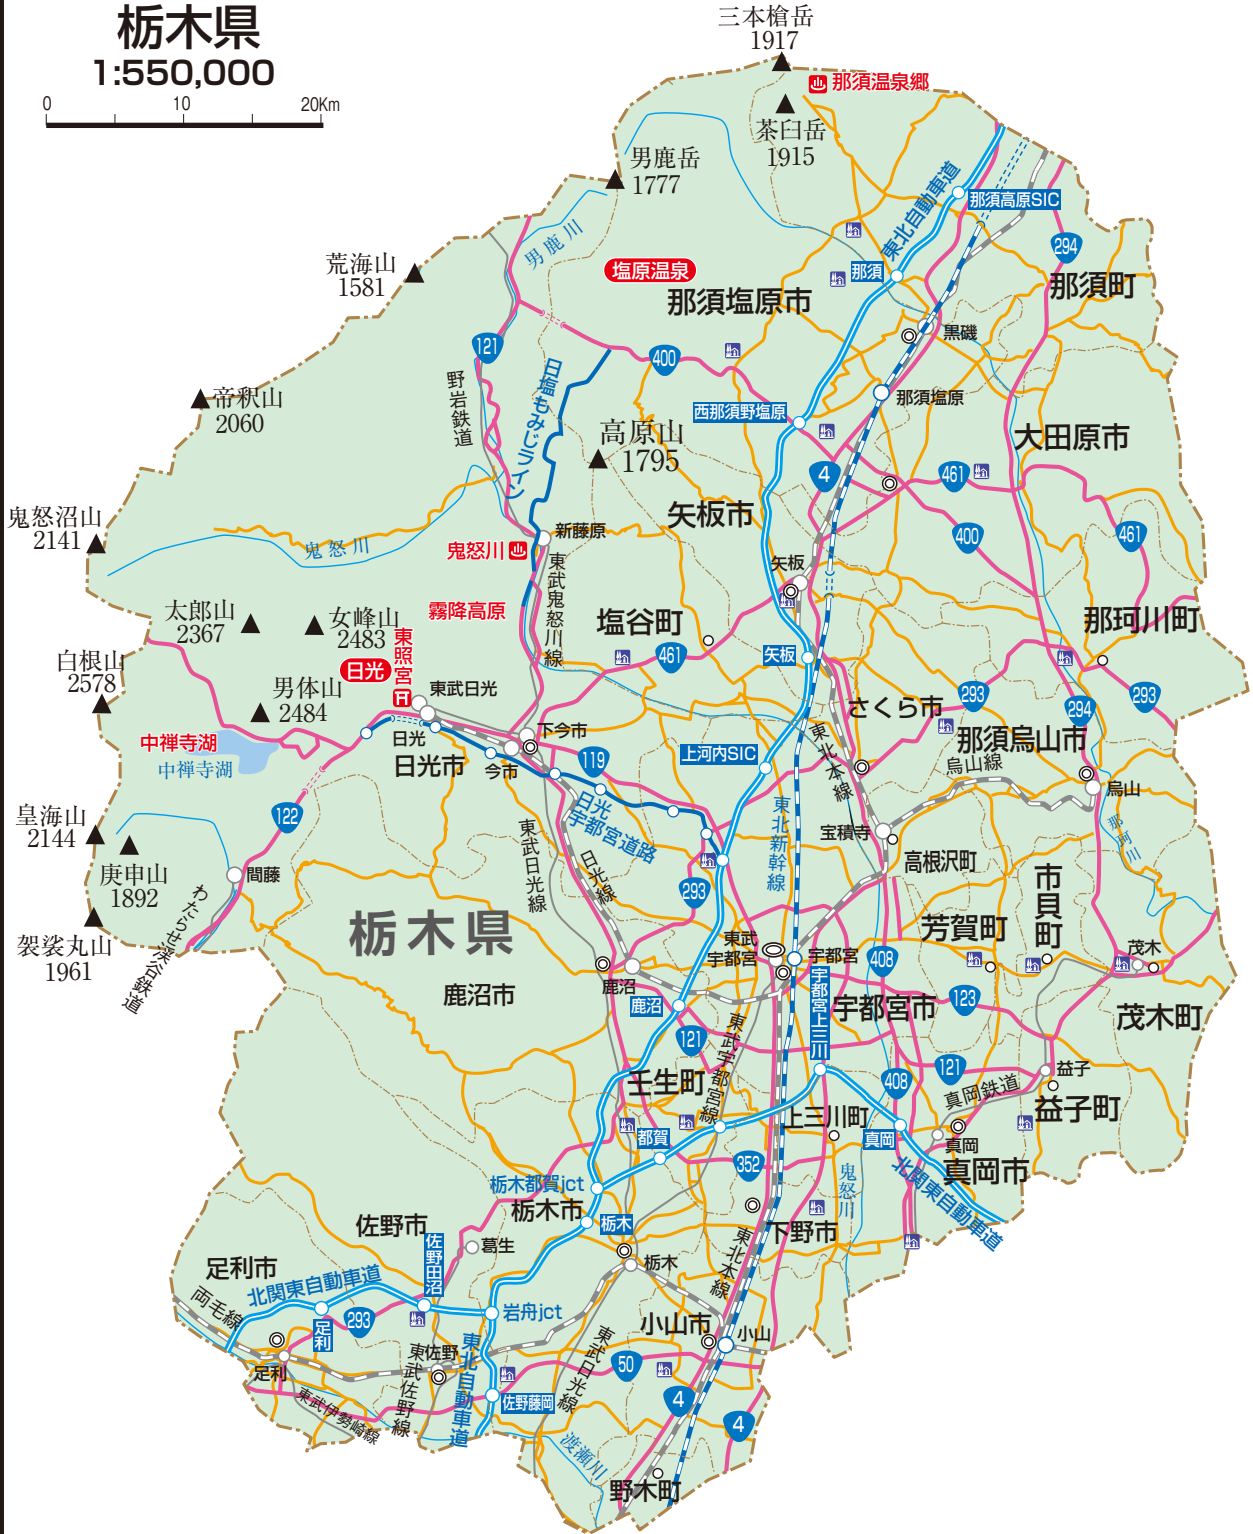 栃木県
1:550,000
0 10 20Km
三本槍岳
1917
那須温泉郷
茶臼岳
1915
男鹿岳
1777
東北自動車道
那須高原SIC
294
男鹿川
荒海山
1581
塩原温泉
那須
那須塩原市
那須町
121
400
黒磯
日塩もみじライン
野岩鉄道
帝釈山
2060
那須塩原
西那須野塩原
高原山
1795
大田原市
4
461
矢板市
鬼怒沼山
2141
鬼怒川
新藤原
鬼怒川
400
461
東武鬼怒川線
矢板
太郎山
2367
女峰山
2483
霧降高原
塩谷町
那珂川町
東照宮
日光
461
矢板
白根山
2578
男体山
2484
東武日光
293
293
さくら市
294
中禅寺湖
中禅寺湖
日光
下今市
東北本線
那須烏山市
烏山線
日光市
今市
119
上河内SIC
烏山
122
日光
宇都宮道路
東北新幹線
皇海山
2144
東武日光線
日光線
宝積寺
那珂川
庚申山
1892
間藤
高根沢町
293
市貝町
わたらせ渓谷鉄道
袈裟丸山
1961
栃木県
芳賀町
東武
宇都宮
宇都宮
408
茂木
鹿沼市
鹿沼
鹿沼
宇都宮上三川
宇都宮市
123
茂木町
東武宇都宮線
121
121
益子
壬生町
408
真岡鉄道
益子町
上三川町
都賀
真岡
真岡
352
真岡市
栃木都賀jct
鬼怒川
北関東自動車道
栃木市
栃木
佐野市
下野市
葛生
佐野田沼
東北本線
足利市
栃木
北関東自動車道
両毛線
岩舟jct
293
足利
小山市
小山
足利
佐野
東武佐野線
東北自動車道
東武日光線
50
佐野藤岡
4
4
東武伊勢崎線
渡瀬川
野木町